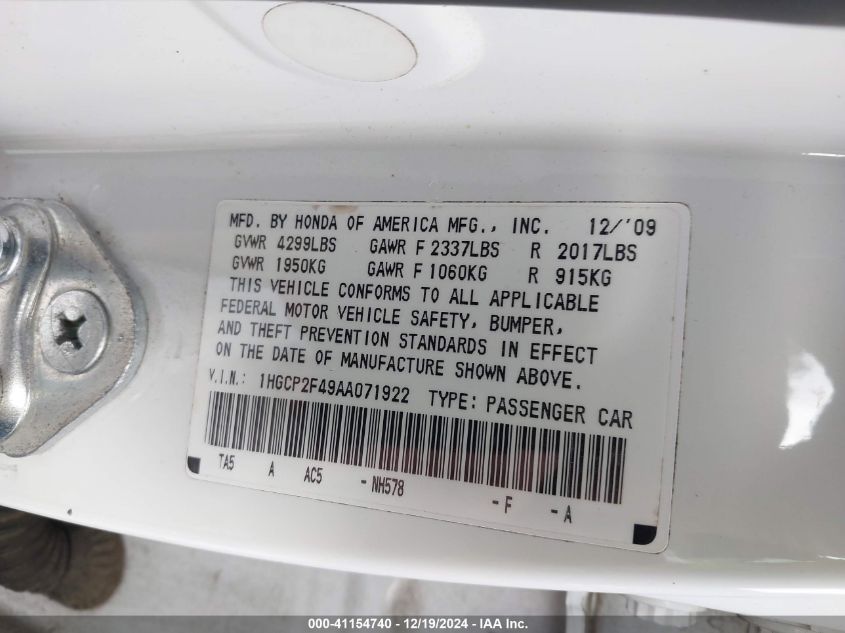 MFD. BY HONDA OF AMERICA MFG., INC. 12/'09
GVWR 4299LBS GAWR F 2337LBS R 2017LBS
GVWR 1950KG GAWR F 1060KG R 915KG
THIS VEHICLE CONFORMS TO ALL APPLICABLE
FEDERAL MOTOR VEHICLE SAFETY, BUMPER,
AND THEFT PREVENTION STANDARDS IN EFFECT
ON THE DATE OF MANUFACTURE SHOWN ABOVE.
V.I.N.: 1HGCP2F49AA071922 TYPE: PASSENGER CAR
TA5 A AC5 -NH578 -F -A
000-41154740 - 12/19/2024 - IAA Inc.